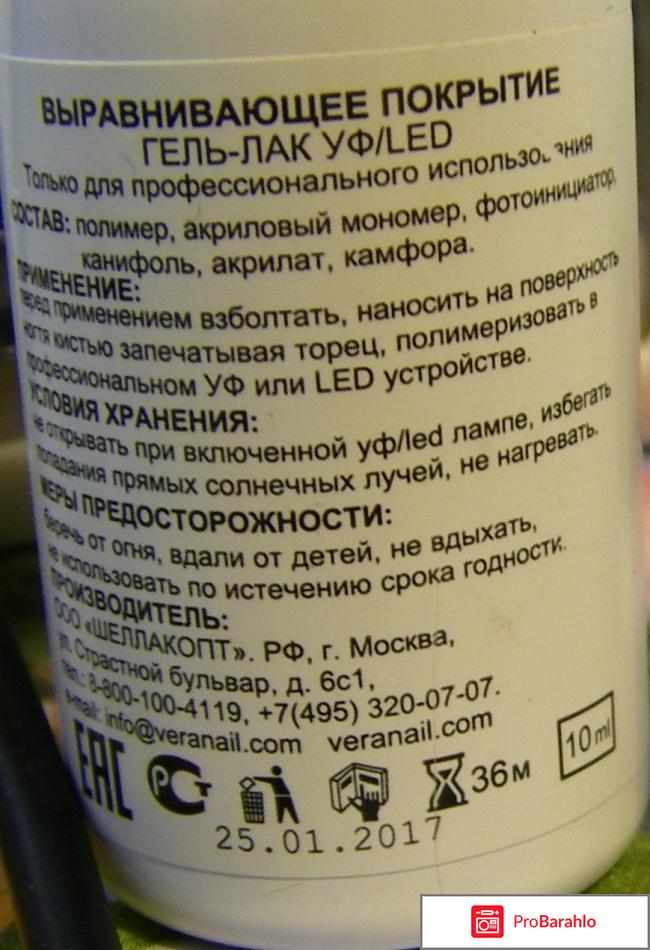 ВЫРАВНИВАЮЩЕЕ ПОКРЫТИЕ
ГЕЛЬ-ЛАК УФ/LED
Только для профессионального использования
СОСТАВ: полимер, акриловый мономер, фотоинициатор,
канифоль, акрилат, камфора.
ПРИМЕНЕНИЕ:
перед применением взболтать, наносить на поверхность
ногтя кистью запечатывая торец, полимеризовать в
профессиональном УФ или LED устройстве.
УСЛОВИЯ ХРАНЕНИЯ:
не открывать при включенной уф/led лампе, избегать
попадания прямых солнечных лучей, не нагревать.
МЕРЫ ПРЕДОСТОРОЖНОСТИ:
беречь от огня, вдали от детей, не вдыхать,
не использовать по истечению срока годности.
ПРОИЗВОДИТЕЛЬ:
ООО «ШЕЛЛАКОПТ». РФ, г. Москва,
ул. Страстной бульвар, д. 6с1,
тел.: 8-800-100-4119, +7(495) 320-07-07.
e-mail: info@veranail.com veranail.com
ЕАС РСТ 36м 10 ml
25.01.2017
ProBarahlo